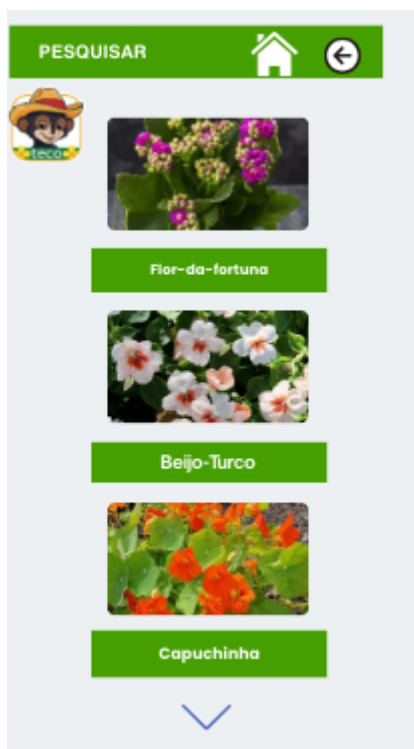 PESQUISAR
teco
Flor-da-fortuna
Beijo-Turco
Capuchinha